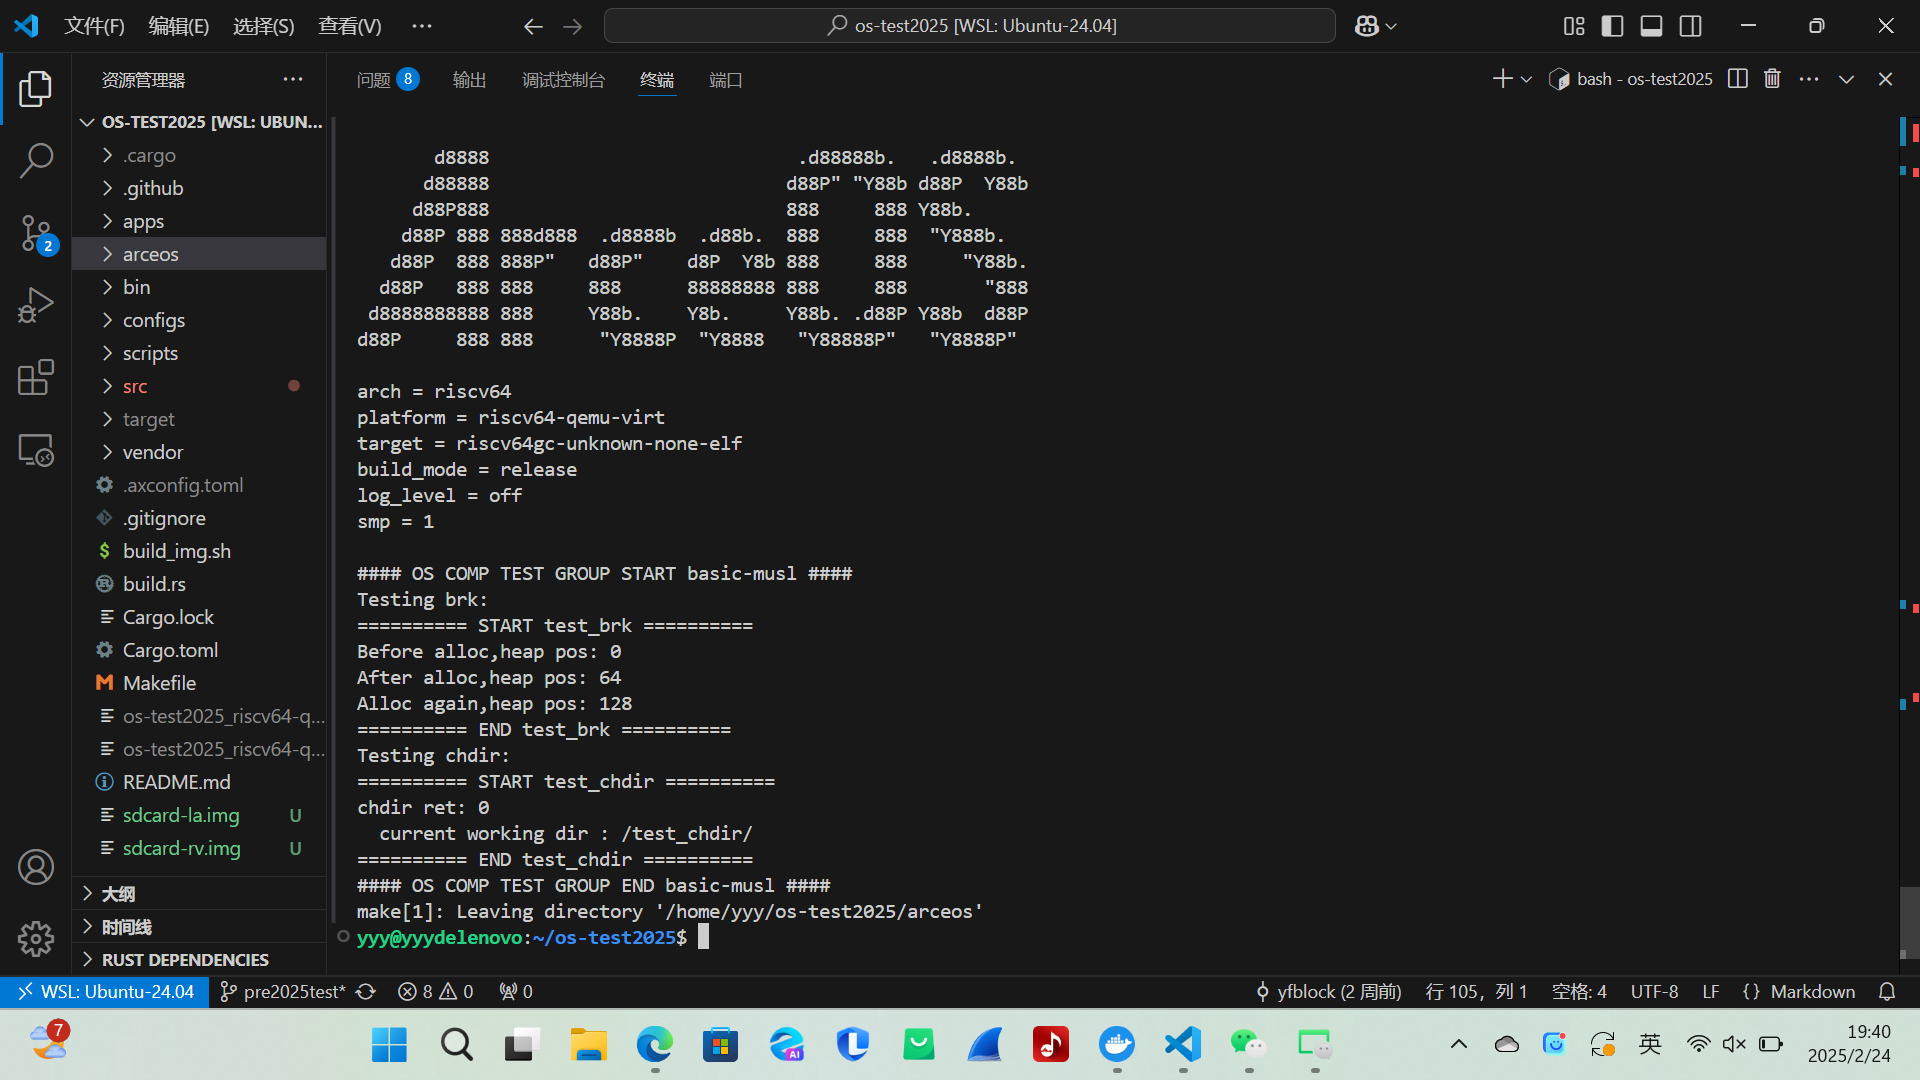 文件(F) 编辑(E) 选择(S) 查看(V) ··· os-test2025 [WSL: Ubuntu-24.04]
资源管理器 ···
OS-TEST2025 [WSL: UBUN...
.cargo
.github
apps
arceos
bin
configs
scripts
src
target
vendor
.axconfig.toml
.gitignore
$ build_img.sh
build.rs
Cargo.lock
Cargo.toml
Makefile
os-test2025_riscv64-q...
os-test2025_riscv64-q...
README.md
sdcard-la.img U
sdcard-rv.img U
大纲
时间线
RUST DEPENDENCIES
2
问题 8 输出 调试控制台 终端 端口 bash - os-test2025 ···
       d8888                            .d88888b.   .d8888b.
      d88888                           d88P" "Y88b d88P  Y88b
     d88P888                           888     888 Y88b.
    d88P 888 888d888  .d8888b  .d88b.  888     888  "Y888b.
   d88P  888 888P"   d88P"    d8P  Y8b 888     888     "Y88b.
  d88P   888 888     888      88888888 888     888       "888
 d8888888888 888     Y88b.    Y8b.     Y88b. .d88P Y88b  d88P
d88P     888 888      "Y8888P  "Y8888   "Y88888P"   "Y8888P"
arch = riscv64
platform = riscv64-qemu-virt
target = riscv64gc-unknown-none-elf
build_mode = release
log_level = off
smp = 1
#### OS COMP TEST GROUP START basic-musl ####
Testing brk:
========== START test_brk ==========
Before alloc,heap pos: 0
After alloc,heap pos: 64
Alloc again,heap pos: 128
========== END test_brk ==========
Testing chdir:
========== START test_chdir ==========
chdir ret: 0
  current working dir : /test_chdir/
========== END test_chdir ==========
#### OS COMP TEST GROUP END basic-musl ####
make[1]: Leaving directory '/home/yyy/os-test2025/arceos'
yyy@yyydelenovo:~/os-test2025$
WSL: Ubuntu-24.04 pre2025test* 8 0 0 yfblock (2 周前) 行 105，列 1 空格: 4 UTF-8 LF {} Markdown
7 AI 英 19:40
2025/2/24